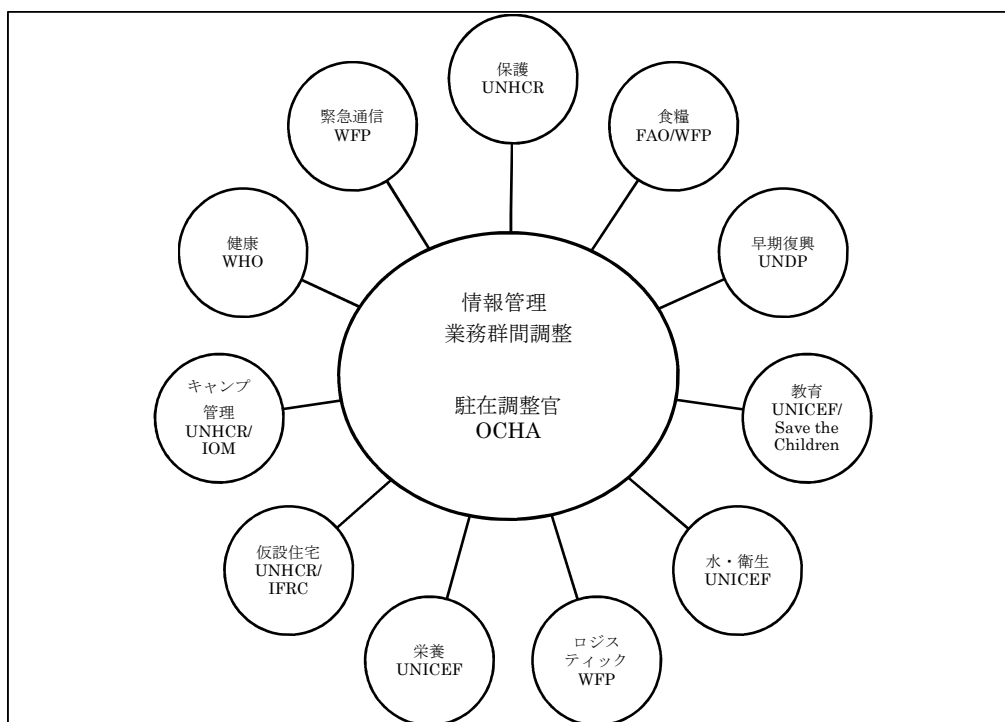 保護
UNHCR
食糧
FAO/WFP
早期復興
UNDP
教育
UNICEF/
Save the
Children
水・衛生
UNICEF
ロジス
ティック
WFP
栄養
UNICEF
仮設住宅
UNHCR/
IFRC
キャンプ
管理
UNHCR/
IOM
健康
WHO
緊急通信
WFP
情報管理
業務群間調整
駐在調整官
OCHA